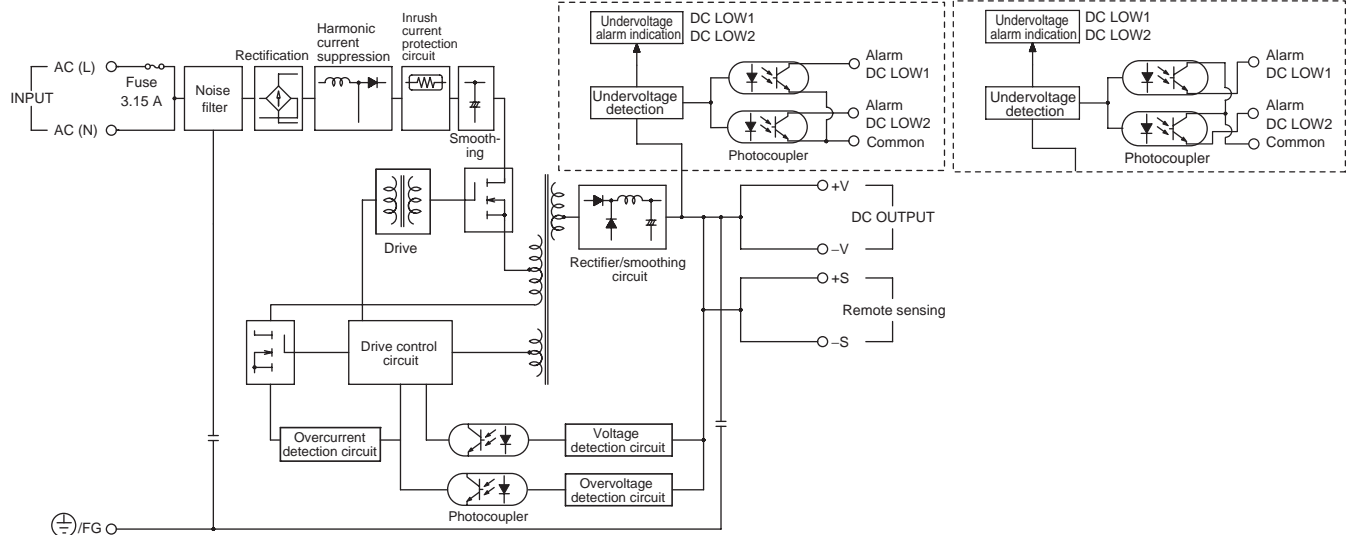 INPUT
AC (L)
AC (N)
Fuse
3.15 A
Noise
filter
Rectification
Harmonic
current
suppression
Inrush
current
protection
circuit
Smooth-
ing
Undervoltage
alarm indication
DC LOW1
DC LOW2
Undervoltage
detection
Photocoupler
Alarm
DC LOW1
Alarm
DC LOW2
Common
Undervoltage
alarm indication
DC LOW1
DC LOW2
Undervoltage
detection
Photocoupler
Alarm
DC LOW1
Alarm
DC LOW2
Common
Drive
Rectifier/smoothing
circuit
+V
DC OUTPUT
−V
+S
Remote sensing
−S
Drive control
circuit
Overcurrent
detection circuit
Voltage
detection circuit
Overvoltage
detection circuit
Photocoupler
/FG